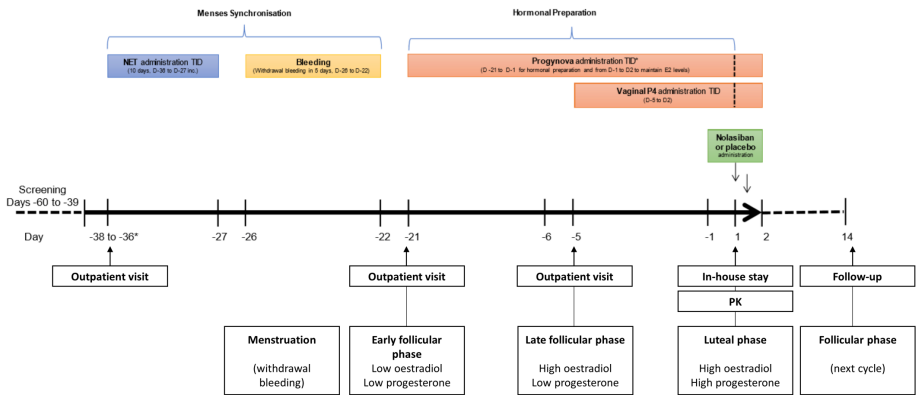 Menses Synchronisation
Hormonal Preparation
NET administration TID
(10 days, D-36 to D-27 inc.)
Bleeding
(Withdrawal bleeding in 5 days, D-26 to D-22)
Progynova administration TID*
(D -21 to D-1 for hormonal preparation and from D-1 to D2 to maintain E2 levels)
Vaginal P4 administration TID
(D-5 to D2)
Nolasiban
or placebo
administration
Screening
Days -60 to -39
Day
-38 to -36*
-27
-26
-22
-21
-6
-5
-1
1
2
14
Outpatient visit
Outpatient visit
Outpatient visit
In-house stay
Follow-up
PK
Menstruation
(withdrawal
bleeding)
Early follicular
phase
Low oestradiol
Low progesterone
Late follicular phase
High oestradiol
Low progesterone
Luteal phase
High oestradiol
High progesterone
Follicular phase
(next cycle)